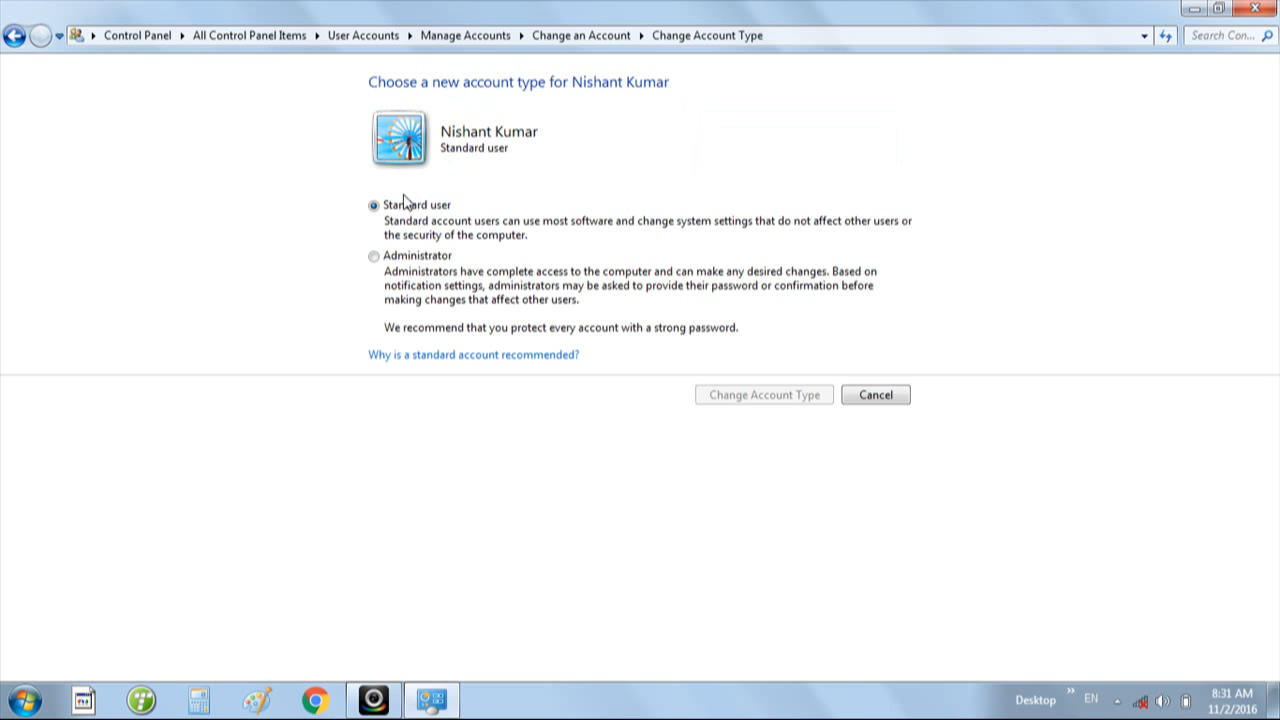 Control Panel All Control Panel Items User Accounts Manage Accounts Change an Account Change Account Type Search Con...
Choose a new account type for Nishant Kumar
Nishant Kumar
Standard user
Standard user
Standard account users can use most software and change system settings that do not affect other users or
the security of the computer.
Administrator
Administrators have complete access to the computer and can make any desired changes. Based on
notification settings, administrators may be asked to provide their password or confirmation before
making changes that affect other users.
We recommend that you protect every account with a strong password.
Why is a standard account recommended?
Change Account Type Cancel
Desktop EN 8:31 AM
11/2/2016